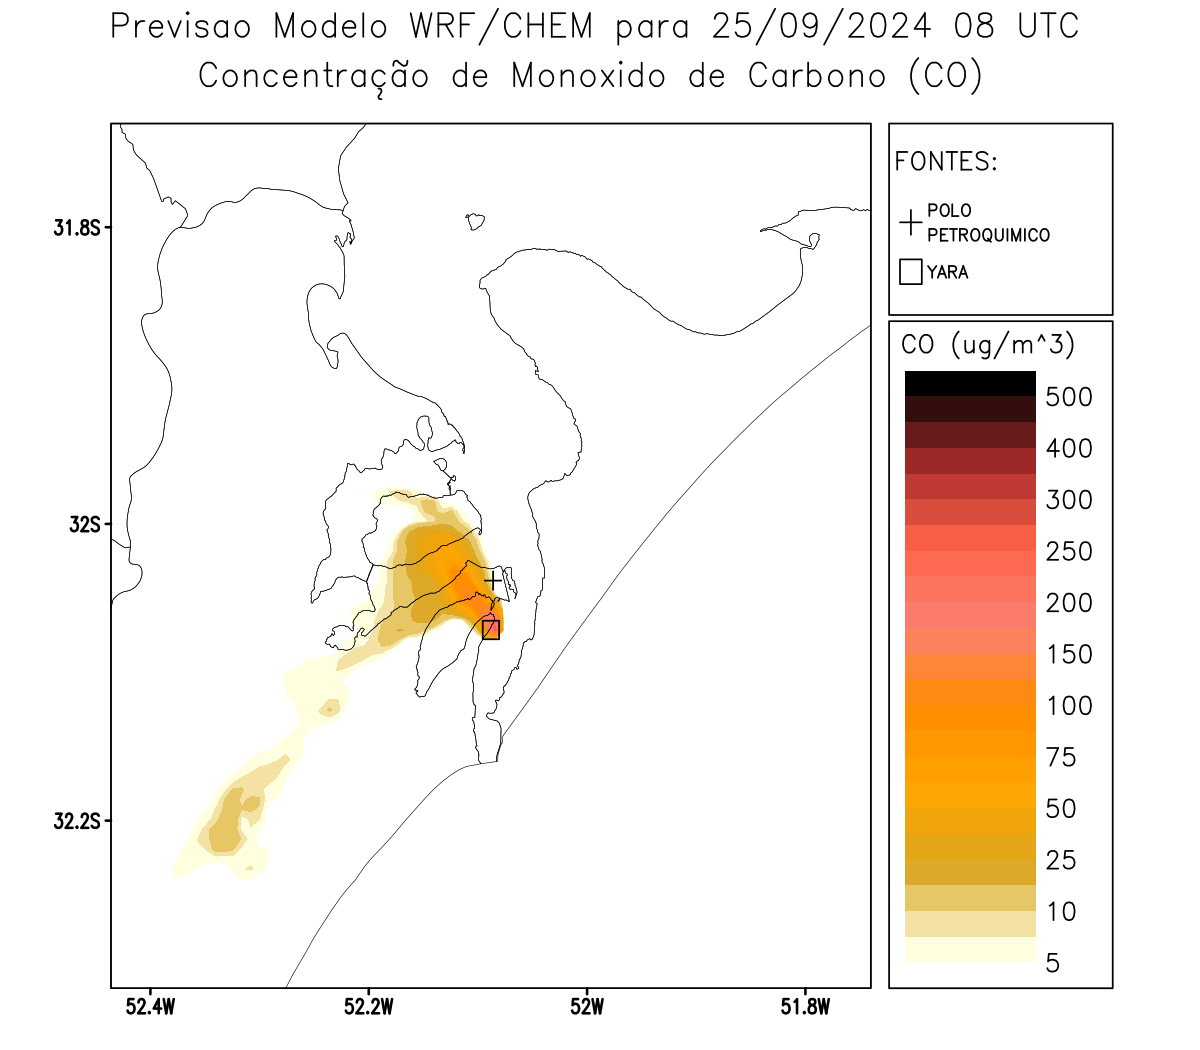 Previsao Modelo WRF/CHEM para 25/09/2024 08 UTC
Concentração de Monoxido de Carbono (CO)
FONTES:
POLO
PETROQUIMICO
YARA
CO (ug/m^3)
500
400
300
250
200
150
100
75
50
25
10
5
31.8S
32S
32.2S
52.4W
52.2W
52W
51.8W